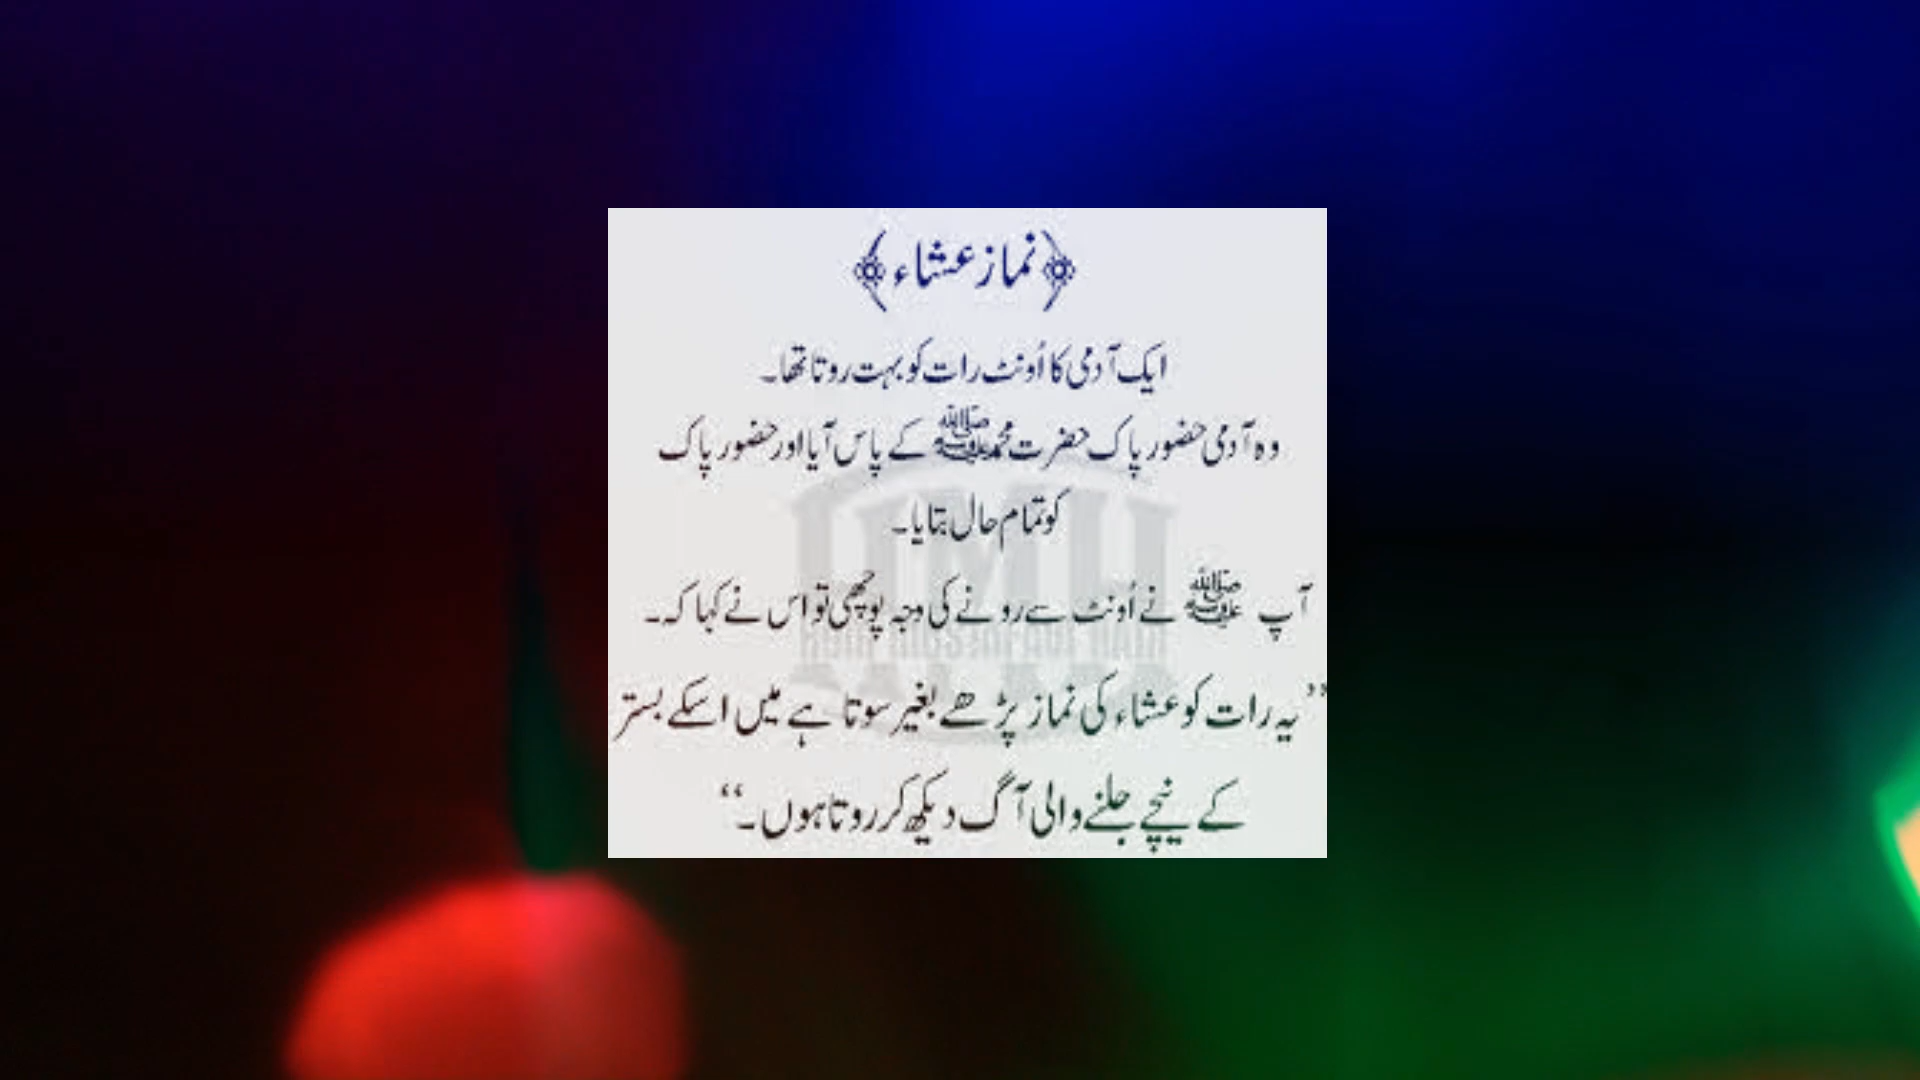 ﴿نماز عشاء﴾
ایک آدمی کا اُونٹ رات کو بہت روتا تھا۔
وہ آدمی حضور پاک حضرت محمد ﷺ کے پاس آیا اور حضور پاک
کو تمام حال بتایا۔
آپ ﷺ نے اُونٹ سے رونے کی وجہ پوچھی تو اس نے کہا کہ۔
”یہ رات کو عشاء کی نماز پڑھے بغیر سوتا ہے میں اسکے بستر
کے نیچے جلنے والی آگ دیکھ کر روتا ہوں۔“